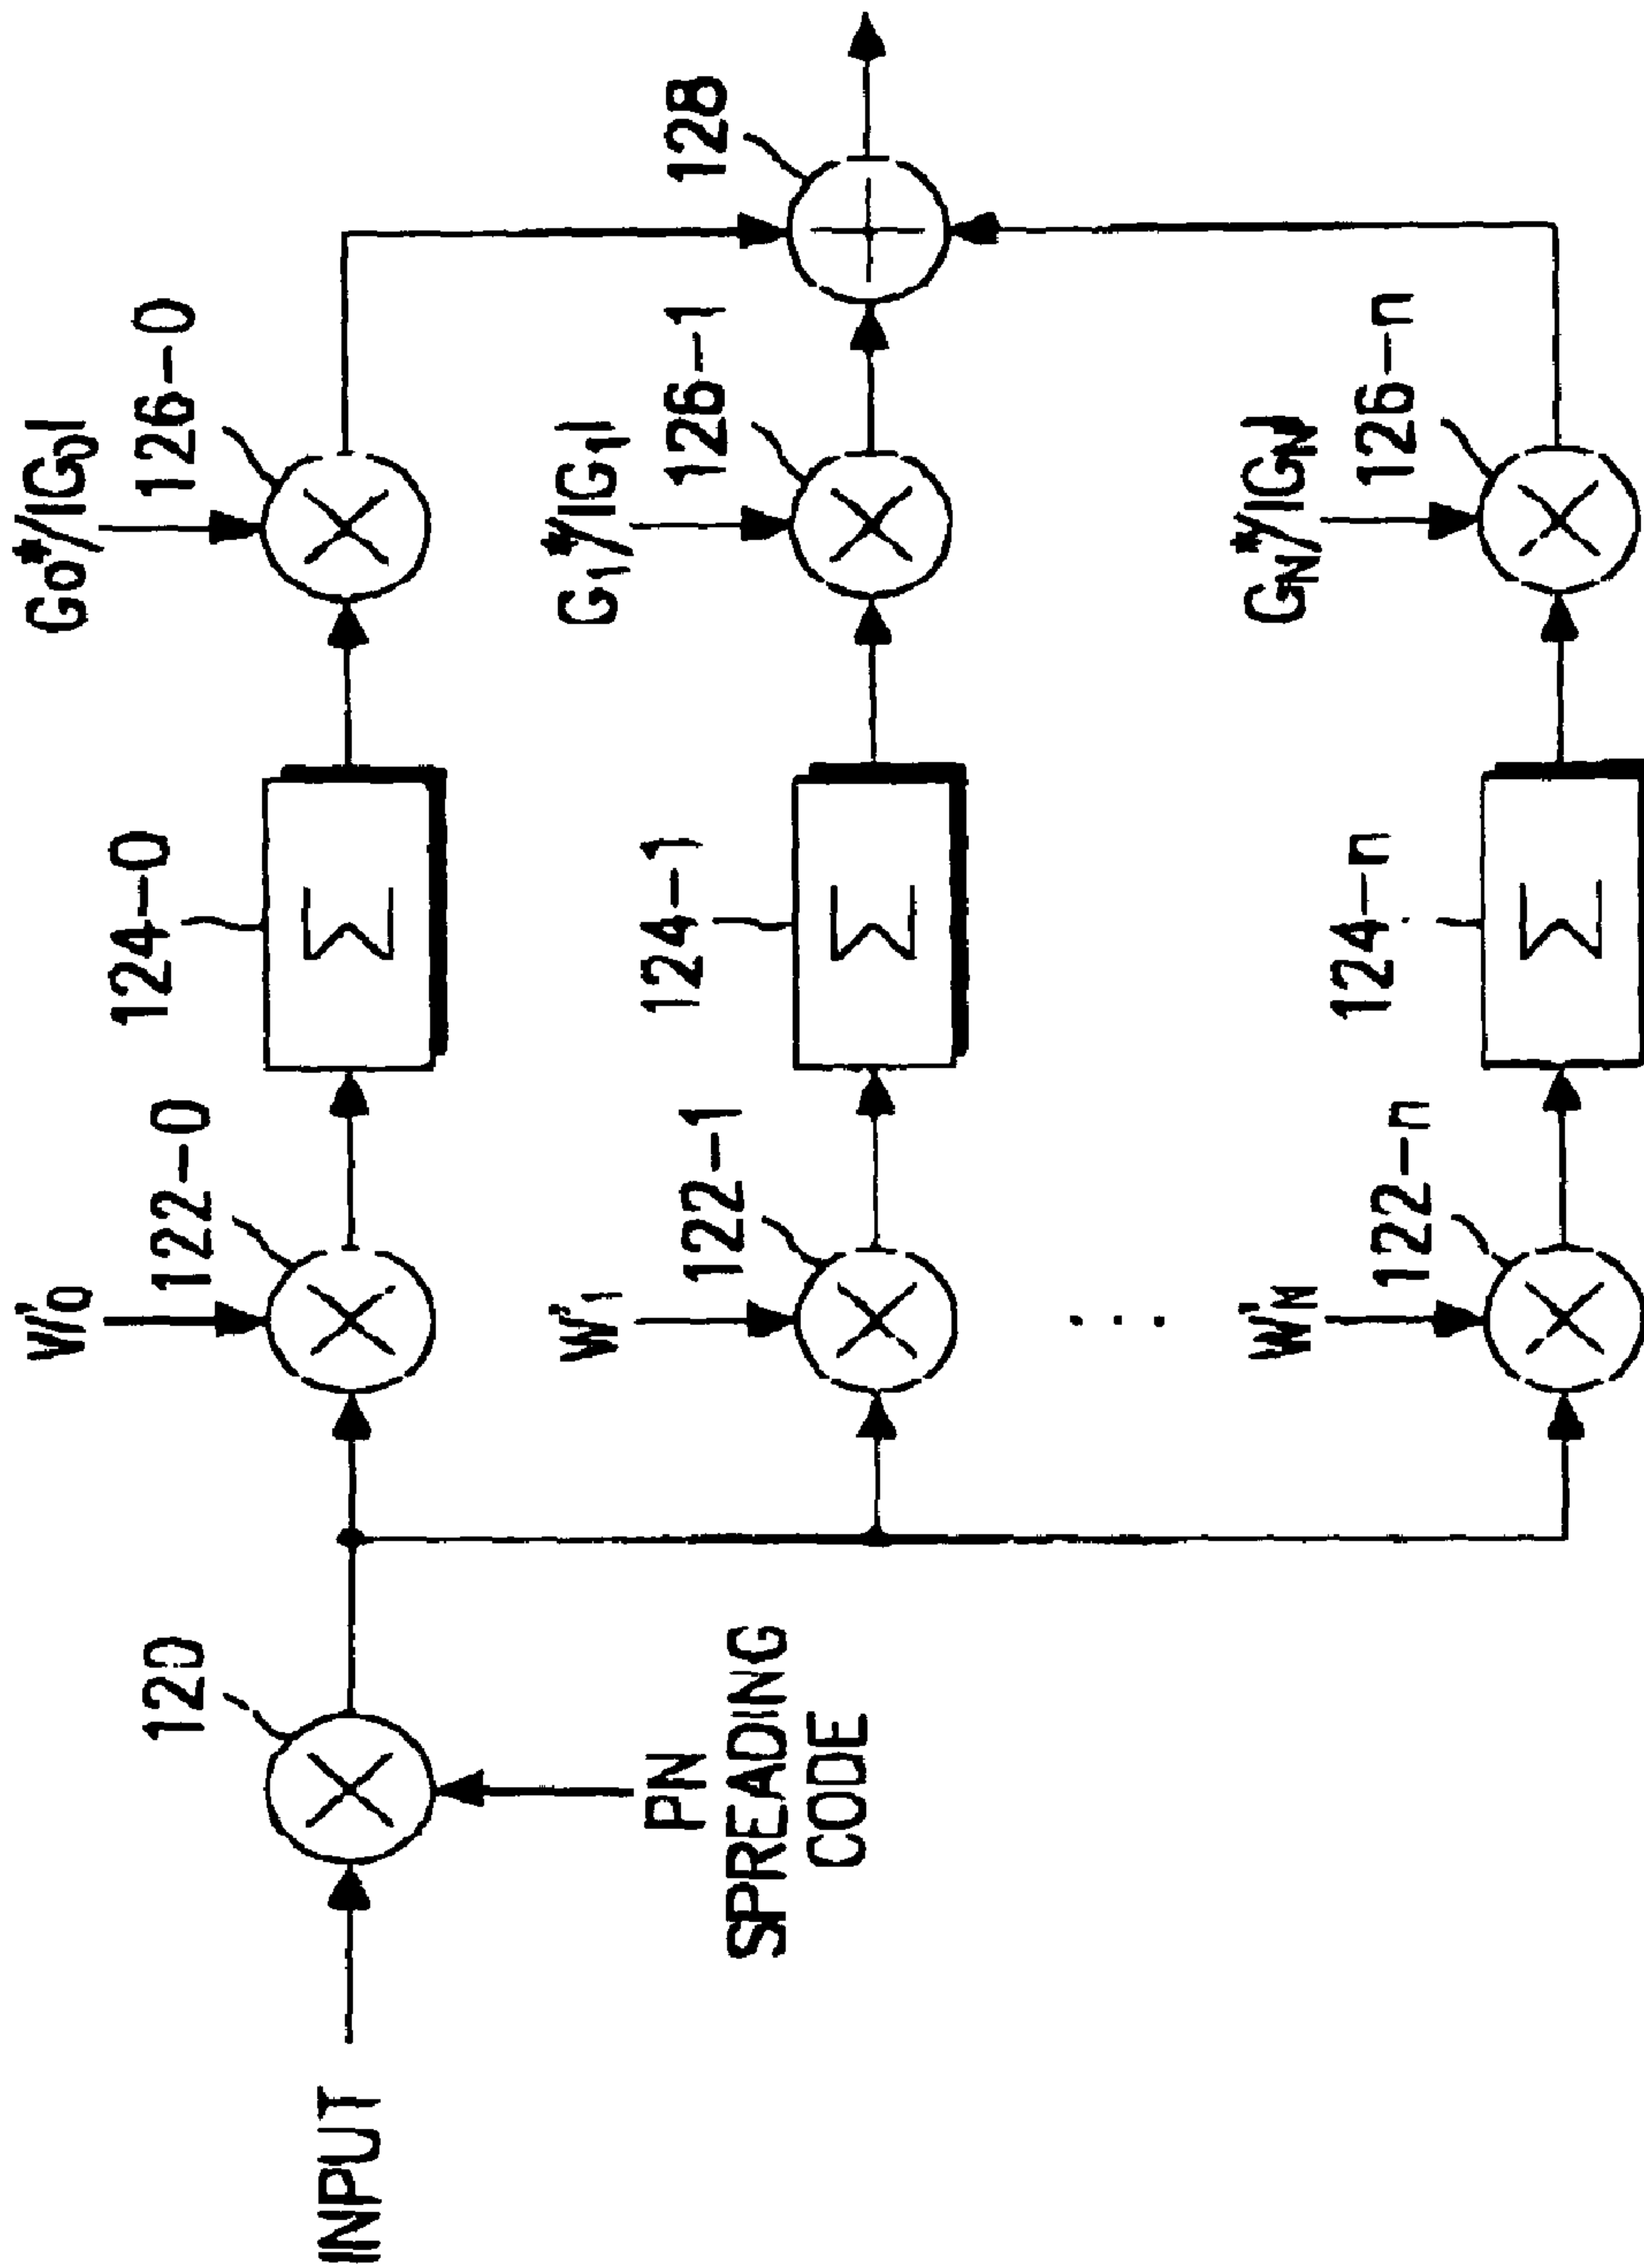 INPUT
120
PN
SPREADING
CODE
W'0
122-0
124-0
Σ
G0*/|G0|
126-0
W'1
122-1
124-1
Σ
G1*/|G1|
126-1
128
. . .
W'M
122-n
124-n
Σ
GN*/|GN|
126-n